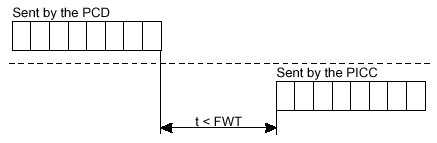 Sent by the PCD
Sent by the PICC
t < FWT